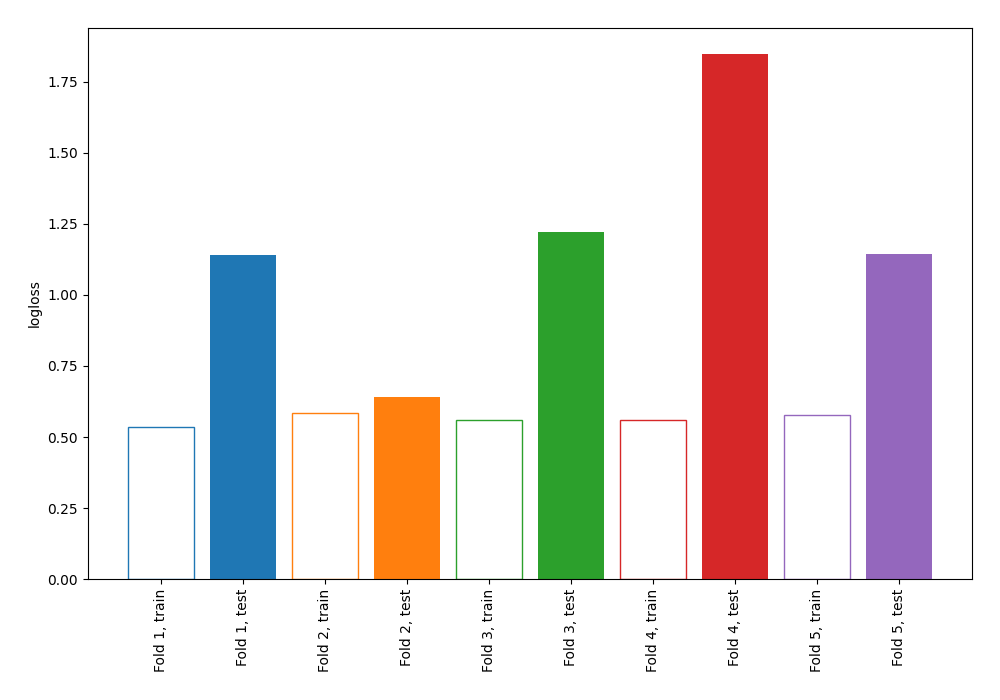 1.75
1.50
1.25
1.00
0.75
0.50
0.25
0.00
logloss
Fold 1, train
Fold 1, test
Fold 2, train
Fold 2, test
Fold 3, train
Fold 3, test
Fold 4, train
Fold 4, test
Fold 5, train
Fold 5, test